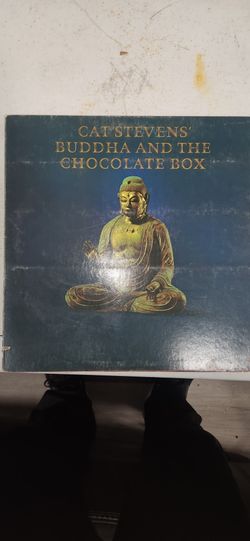 CAT STEVENS'
BUDDHA AND THE
CHOCOLATE BOX